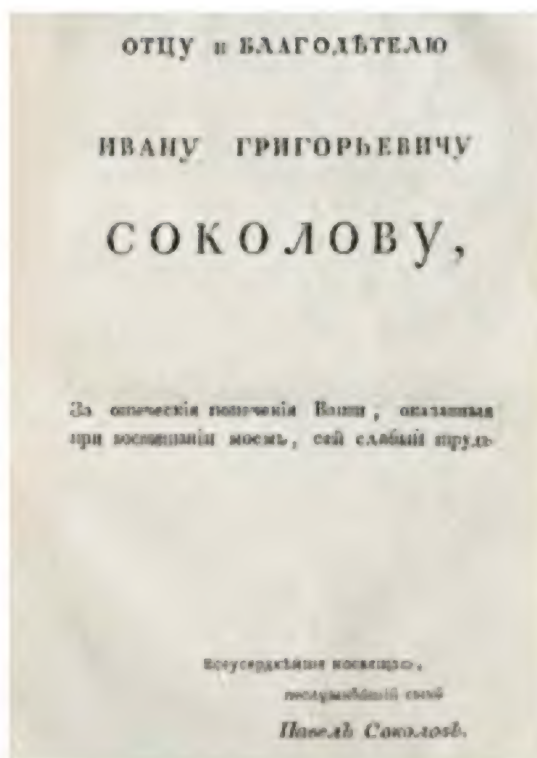 ОТЦУ и БЛАГОДѢТЕЛЮ
ИВАНУ ГРИГОРЬЕВИЧУ
СОКОЛОВУ,
За отеческія попеченія Ваши, оказанныя
при воспитаніи моемъ, сей слабый трудъ
Всеусерднѣйше посвящаю,
послушнѣйшій сынъ
Павелъ Соколовъ.